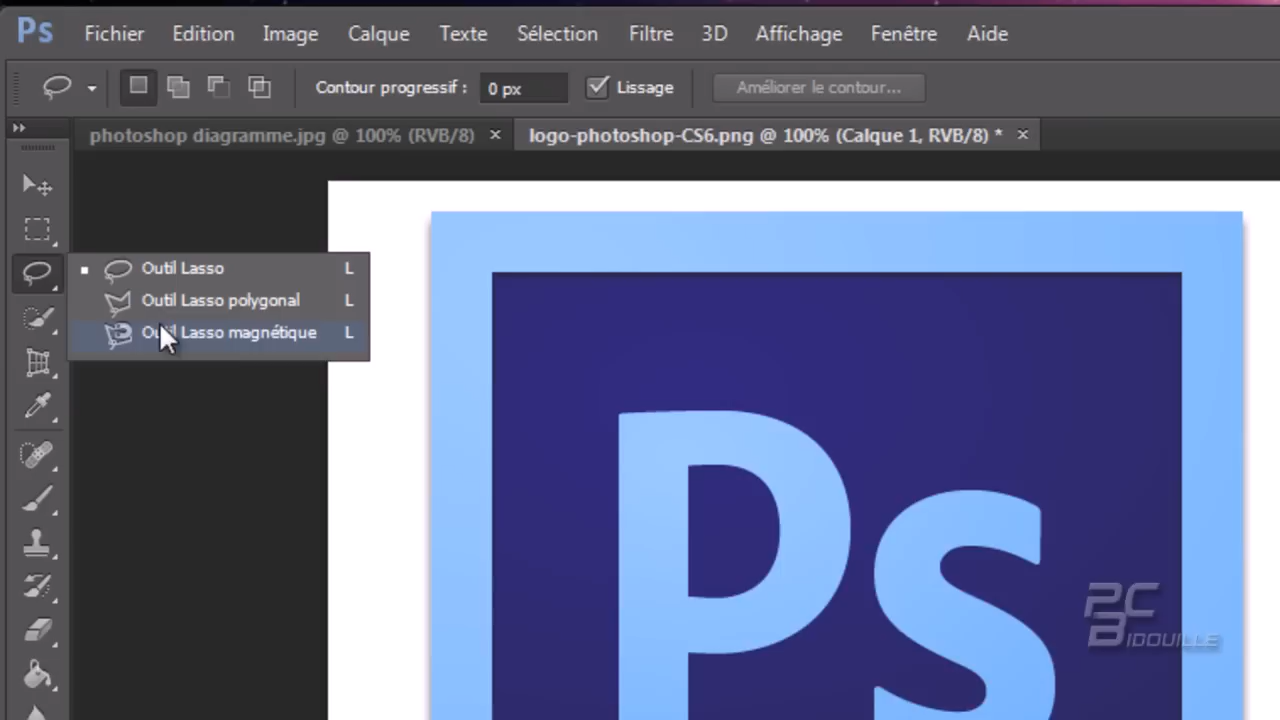 Ps Fichier Edition Image Calque Texte Sélection Filtre 3D Affichage Fenêtre Aide
Contour progressif : 0 px Lissage Améliorer le contour...
photoshop diagramme.jpg @ 100% (RVB/8) × logo-photoshop-CS6.png @ 100% (Calque 1, RVB/8) * ×
Outil Lasso L
Outil Lasso polygonal L
Outil Lasso magnétique L
Ps
PC
BIDOUILLE